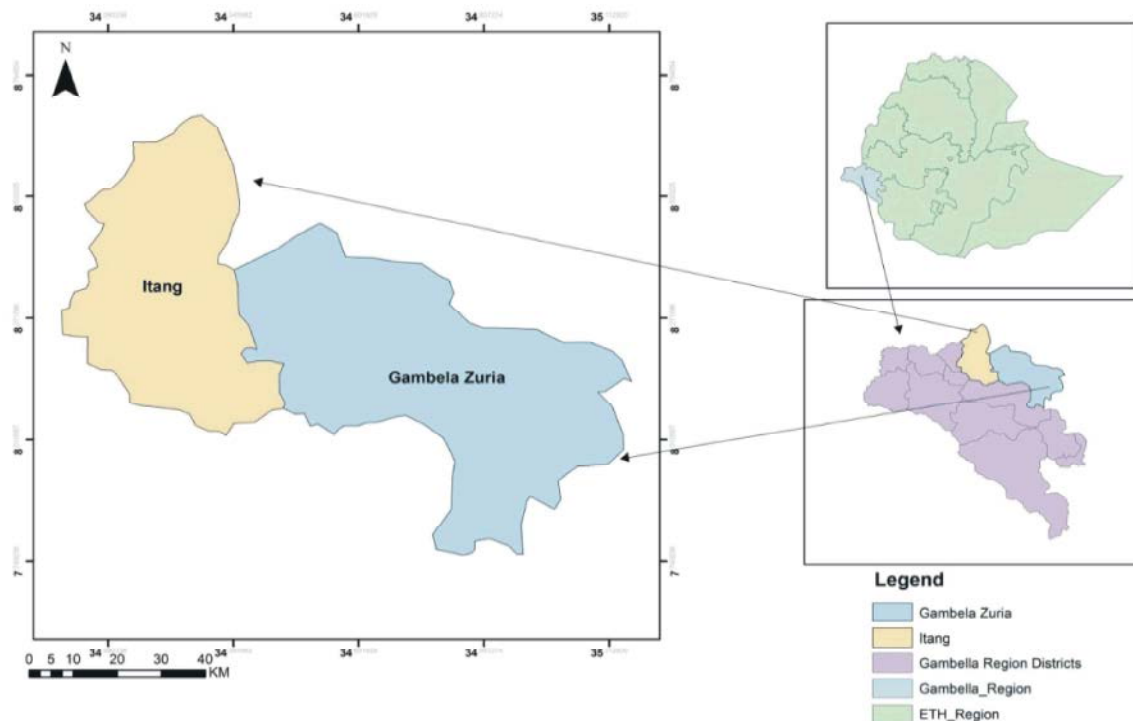 34 34 34 34 35
N
8 8
8 8
Itang
8 8
Gambela Zuria
8 8
7 7
34 34 34 34 35
0 5 10 20 30 40
KM
Legend
Gambela Zuria
Itang
Gambella Region Districts
Gambella_Region
ETH_Region